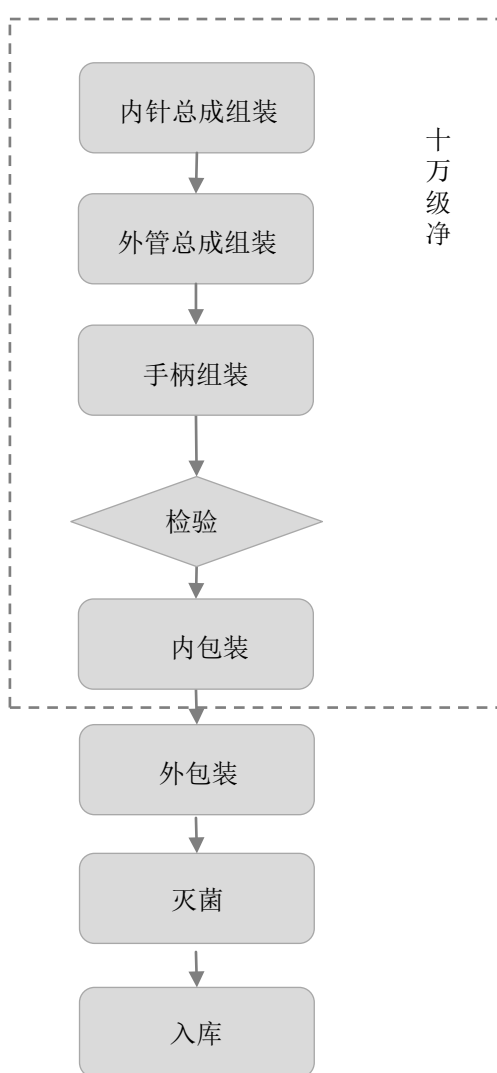 内针总成组装
十万级净
外管总成组装
手柄组装
检验
内包装
外包装
灭菌
入库